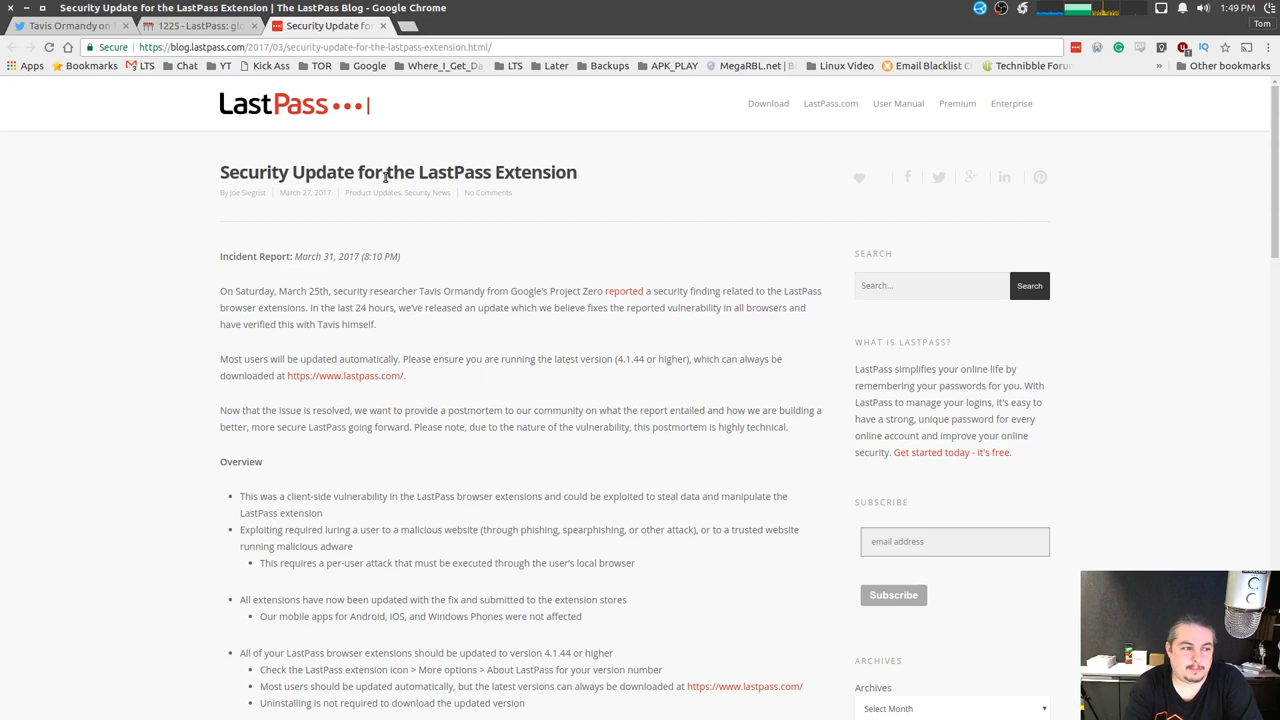 Security Update for the LastPass Extension | The LastPass Blog - Google Chrome
1:49 PM
Tavis Ormandy on T
1225 - LastPass: glo
Security Update for
Tom
Secure
https://blog.lastpass.com/2017/03/security-update-for-the-lastpass-extension.html/
Apps
Bookmarks
LTS
Chat
YT
Kick Ass
TOR
Google
Where_I_Get_Da
LTS
Later
Backups
APK_PLAY
MegaRBL.net |
Linux Video
Email Blacklist C
Technibble Forum
»
Other bookmarks
LastPass •••|
Download
LastPass.com
User Manual
Premium
Enterprise
Security Update for the LastPass Extension
By Joe Siegrist | March 27, 2017 | Product Updates, Security News | No Comments
Incident Report: March 31, 2017 (8:10 PM)
On Saturday, March 25th, security researcher Tavis Ormandy from Google's Project Zero reported a security finding related to the LastPass
browser extensions. In the last 24 hours, we've released an update which we believe fixes the reported vulnerability in all browsers and
have verified this with Tavis himself.
Most users will be updated automatically. Please ensure you are running the latest version (4.1.44 or higher), which can always be
downloaded at https://www.lastpass.com/.
Now that the issue is resolved, we want to provide a postmortem to our community on what the report entailed and how we are building a
better, more secure LastPass going forward. Please note, due to the nature of the vulnerability, this postmortem is highly technical.
Overview
• This was a client-side vulnerability in the LastPass browser extensions and could be exploited to steal data and manipulate the
LastPass extension
• Exploiting required luring a user to a malicious website (through phishing, spearphishing, or other attack), or to a trusted website
running malicious adware
• This requires a per-user attack that must be executed through the user's local browser
• All extensions have now been updated with the fix and submitted to the extension stores
• Our mobile apps for Android, iOS, and Windows Phones were not affected
• All of your LastPass browser extensions should be updated to version 4.1.44 or higher
• Check the LastPass extension icon > More options > About LastPass for your version number
• Most users should be updated automatically, but the latest versions can always be downloaded at https://www.lastpass.com/
• Uninstalling is not required to download the updated version
SEARCH
Search...
Search
WHAT IS LASTPASS?
LastPass simplifies your online life by
remembering your passwords for you. With
LastPass to manage your logins, it's easy to
have a strong, unique password for every
online account and improve your online
security. Get started today - it's free.
SUBSCRIBE
email address
Subscribe
ARCHIVES
Archives
Select Month